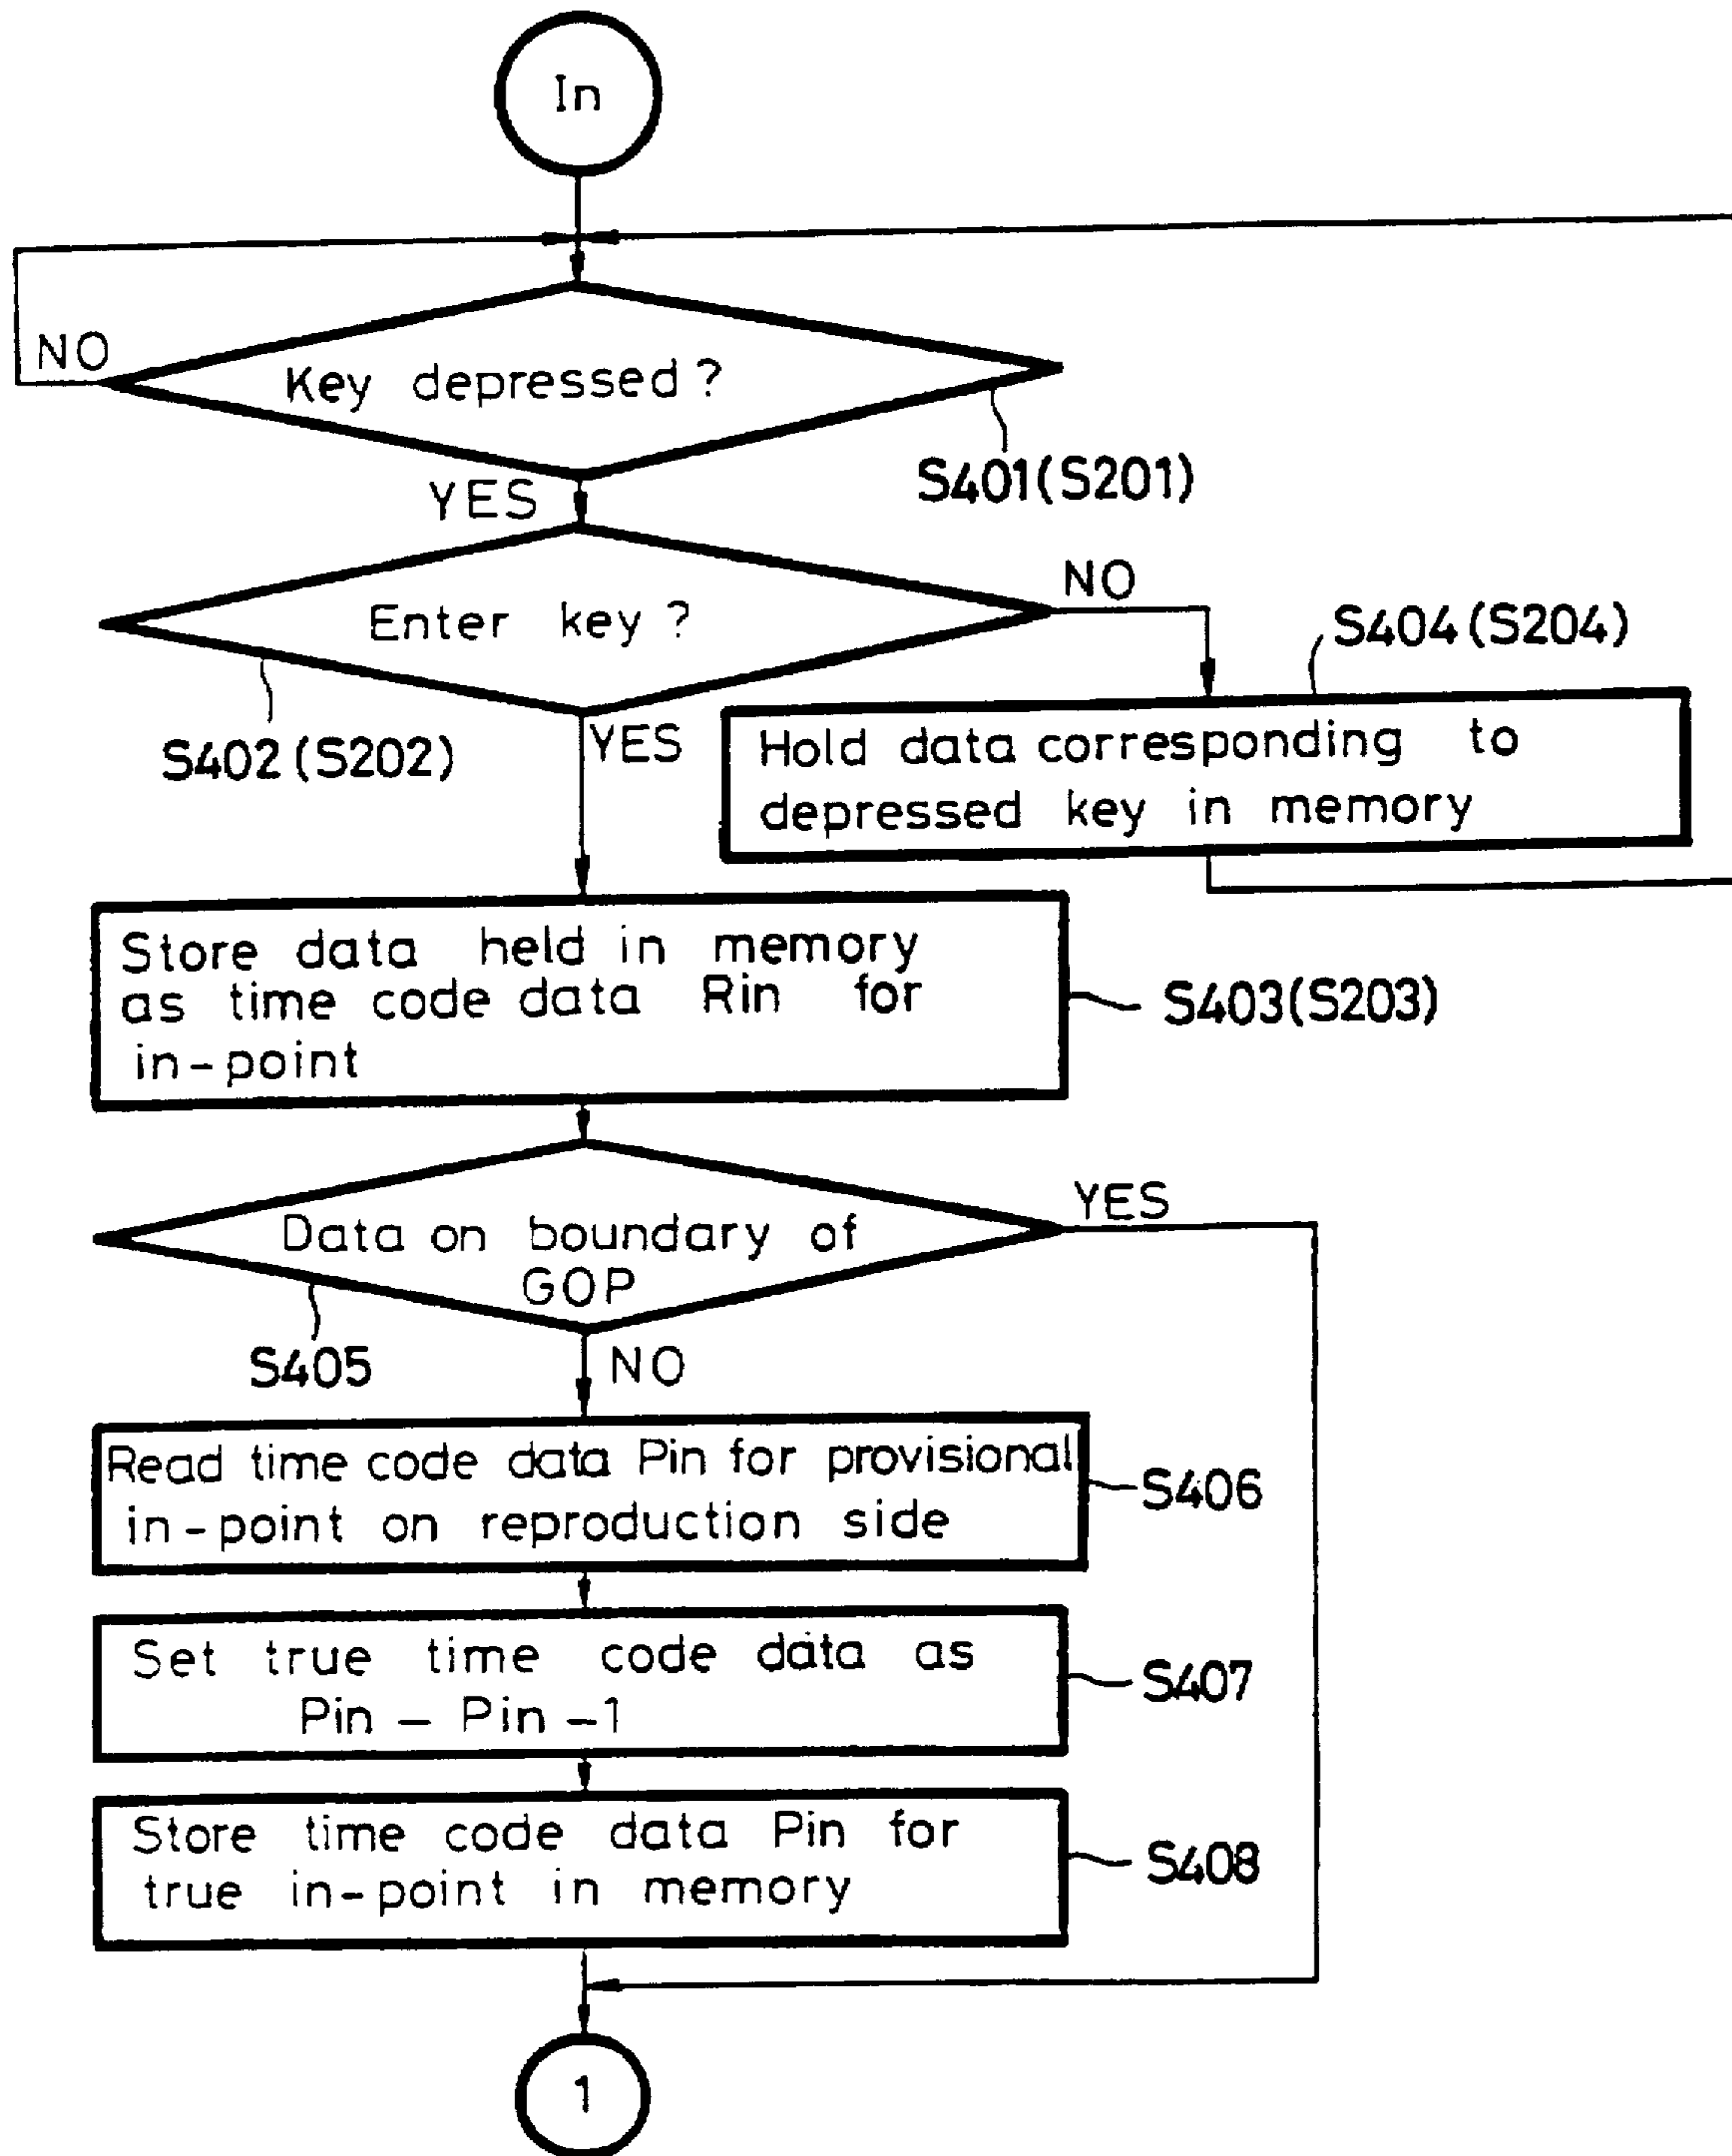 In
NO
Key depressed ?
S401(S201)
YES
NO
Enter key ?
S404(S204)
S402(S202)
YES
Hold data corresponding to
depressed key in memory
Store data held in memory
as time code data Rin for
in-point
S403(S203)
YES
Data on boundary of
GOP
S405
NO
Read time code data Pin for provisional
in-point on reproduction side
S406
Set true time code data as
Pin - Pin -1
S407
Store time code data Pin for
true in-point in memory
S408
1